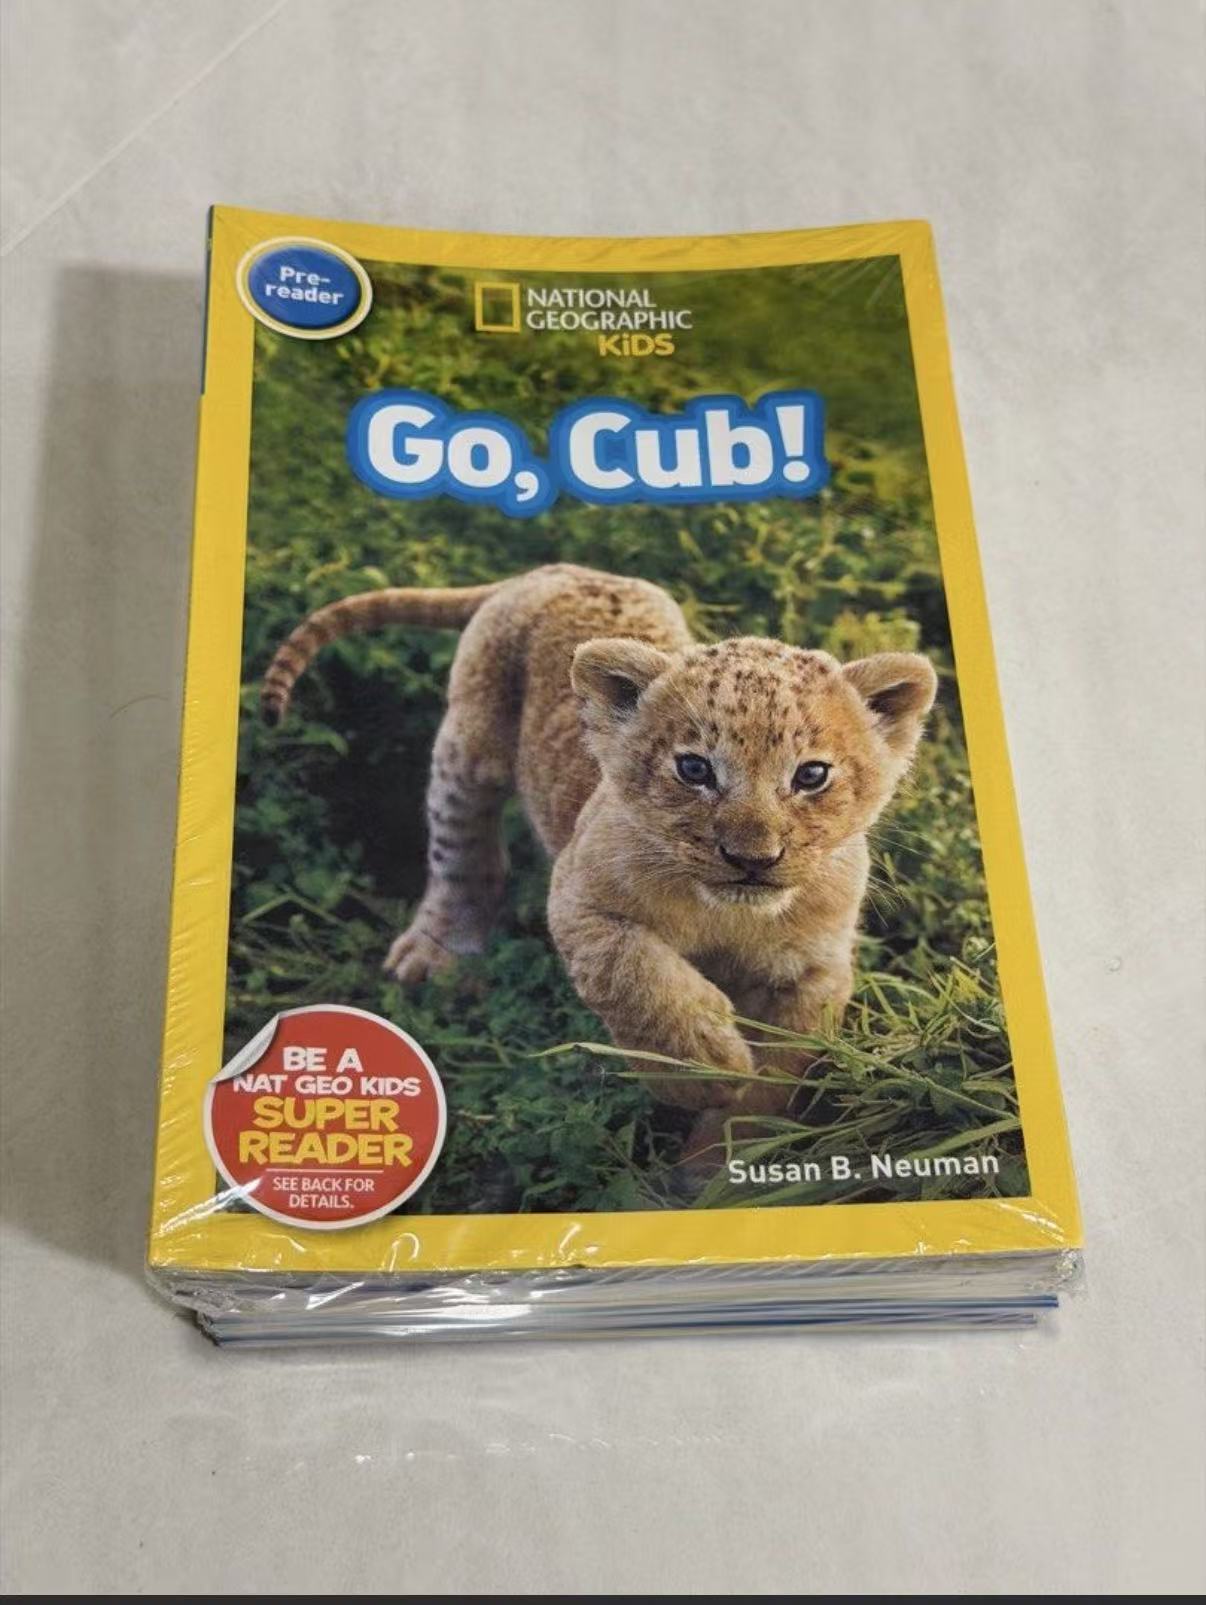 Pre-
reader
NATIONAL
GEOGRAPHIC
KiDS
Go, Cub!
BE A
NAT GEO KIDS
SUPER
READER
SEE BACK FOR
DETAILS.
Susan B. Neuman